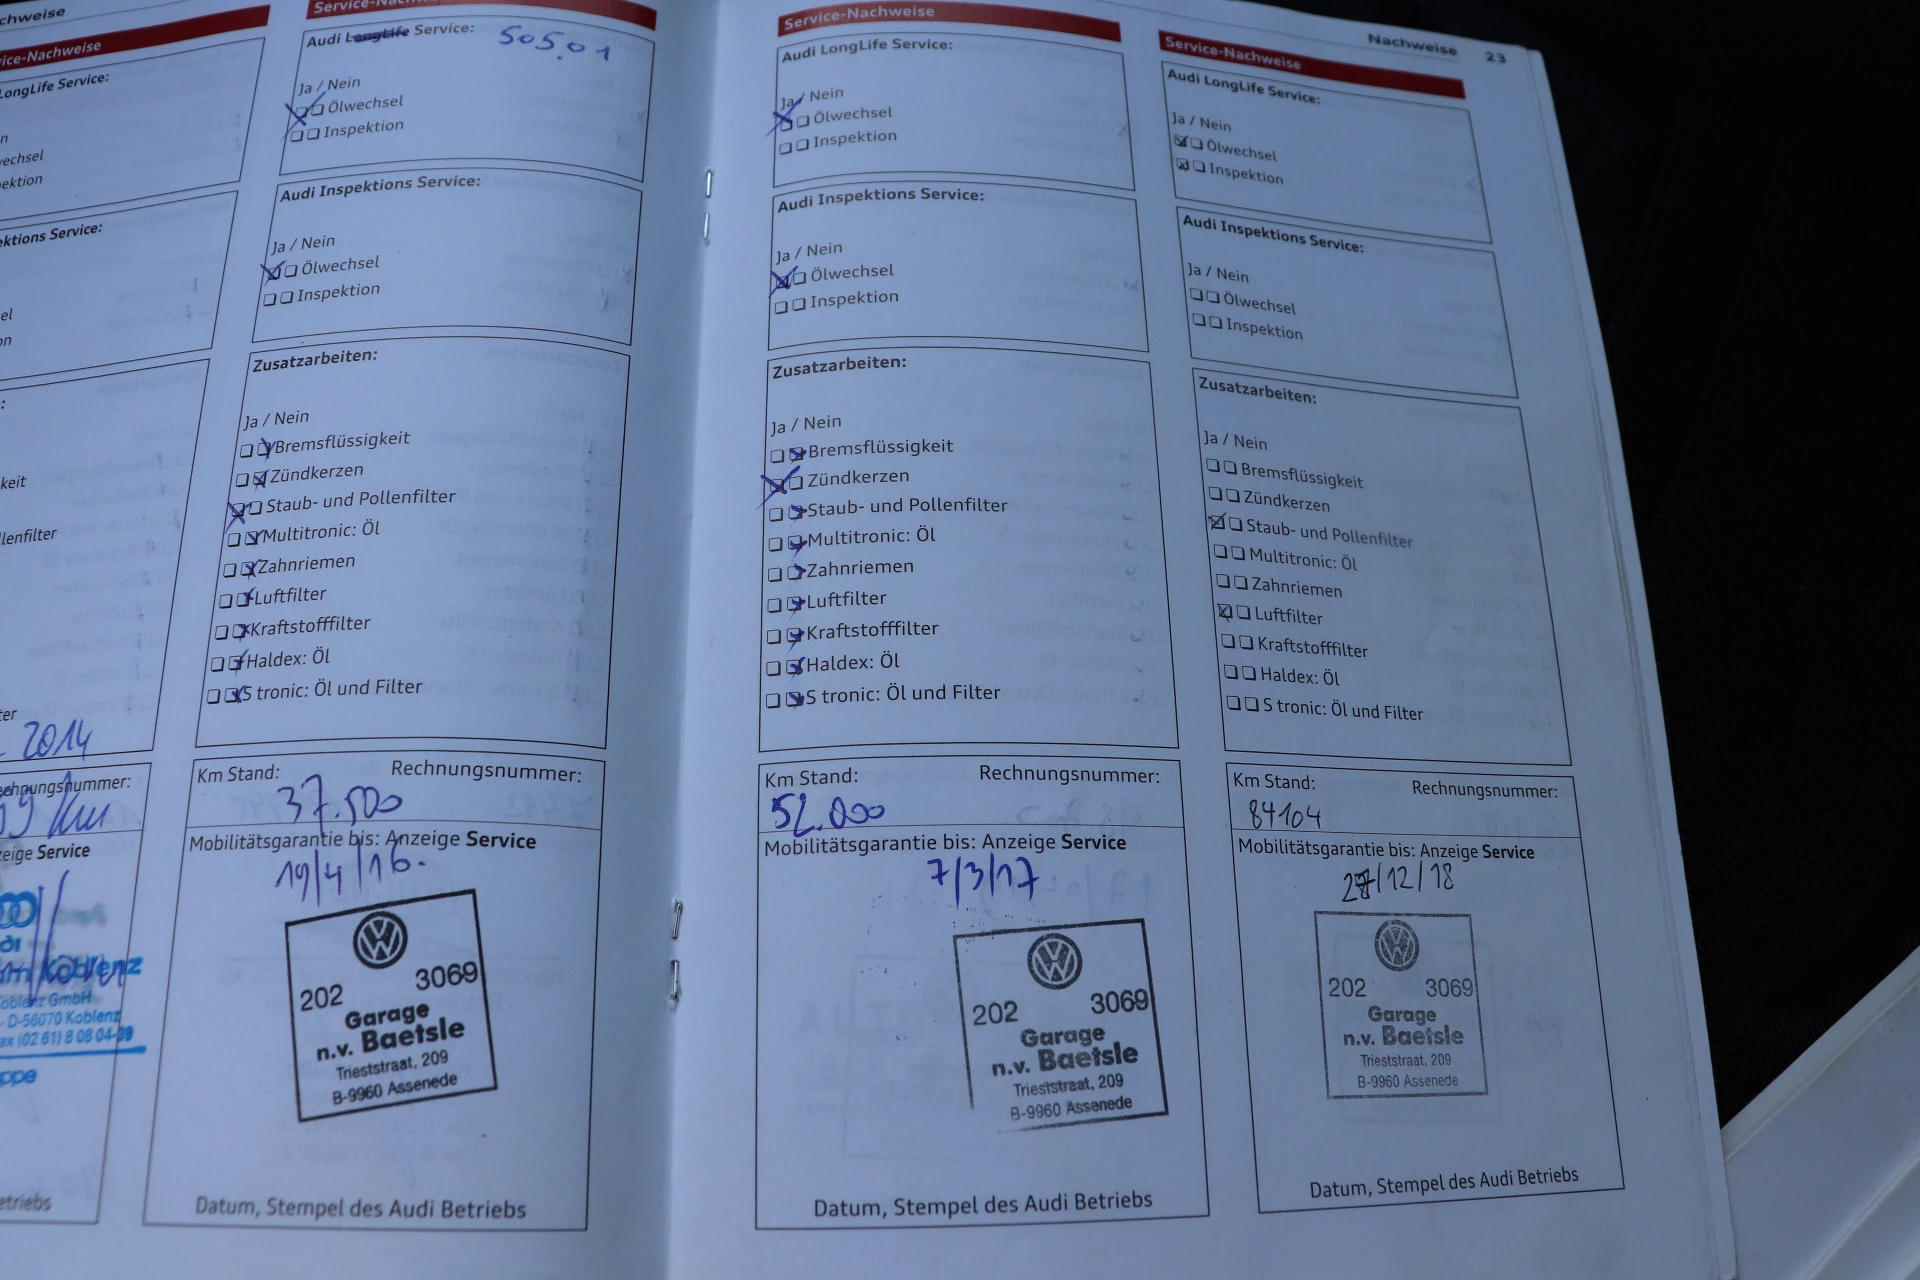 Nachweise 23
Service-Nachweise
wechsel
2014
Service
Koblenz
D-56070 Koblenz
Audi LongLife Service: 505.01
Ja / Nein
Ölwechsel
Inspektion
Audi Inspektions Service:
Ja / Nein
Ölwechsel
Inspektion
Zusatzarbeiten:
Ja / Nein
Bremsflüssigkeit
Zündkerzen
Staub- und Pollenfilter
Multitronic: Öl
Zahnriemen
Luftfilter
Kraftstofffilter
Haldex: Öl
S tronic: Öl und Filter
Km Stand: Rechnungsnummer:
37.500
Mobilitätsgarantie bis: Anzeige Service
19/4/16.
202 3069
Garage
n.v. Baetsle
Trieststraat, 209
B-9960 Assenede
Datum, Stempel des Audi Betriebs
Service-Nachweise
Audi LongLife Service:
Ja / Nein
Ölwechsel
Inspektion
Audi Inspektions Service:
Ja / Nein
Ölwechsel
Inspektion
Zusatzarbeiten:
Ja / Nein
Bremsflüssigkeit
Zündkerzen
Staub- und Pollenfilter
Multitronic: Öl
Zahnriemen
Luftfilter
Kraftstofffilter
Haldex: Öl
S tronic: Öl und Filter
Km Stand: Rechnungsnummer:
52.000
Mobilitätsgarantie bis: Anzeige Service
7/3/17
202 3069
Garage
n.v. Baetsle
Trieststraat, 209
B-9960 Assenede
Datum, Stempel des Audi Betriebs
Service-Nachweise
Audi LongLife Service:
Ja / Nein
Ölwechsel
Inspektion
Audi Inspektions Service:
Ja / Nein
Ölwechsel
Inspektion
Zusatzarbeiten:
Ja / Nein
Bremsflüssigkeit
Zündkerzen
Staub- und Pollenfilter
Multitronic: Öl
Zahnriemen
Luftfilter
Kraftstofffilter
Haldex: Öl
S tronic: Öl und Filter
Km Stand: Rechnungsnummer:
84104
Mobilitätsgarantie bis: Anzeige Service
27/12/18
202 3069
Garage
n.v. Baetsle
Trieststraat, 209
B-9960 Assenede
Datum, Stempel des Audi Betriebs